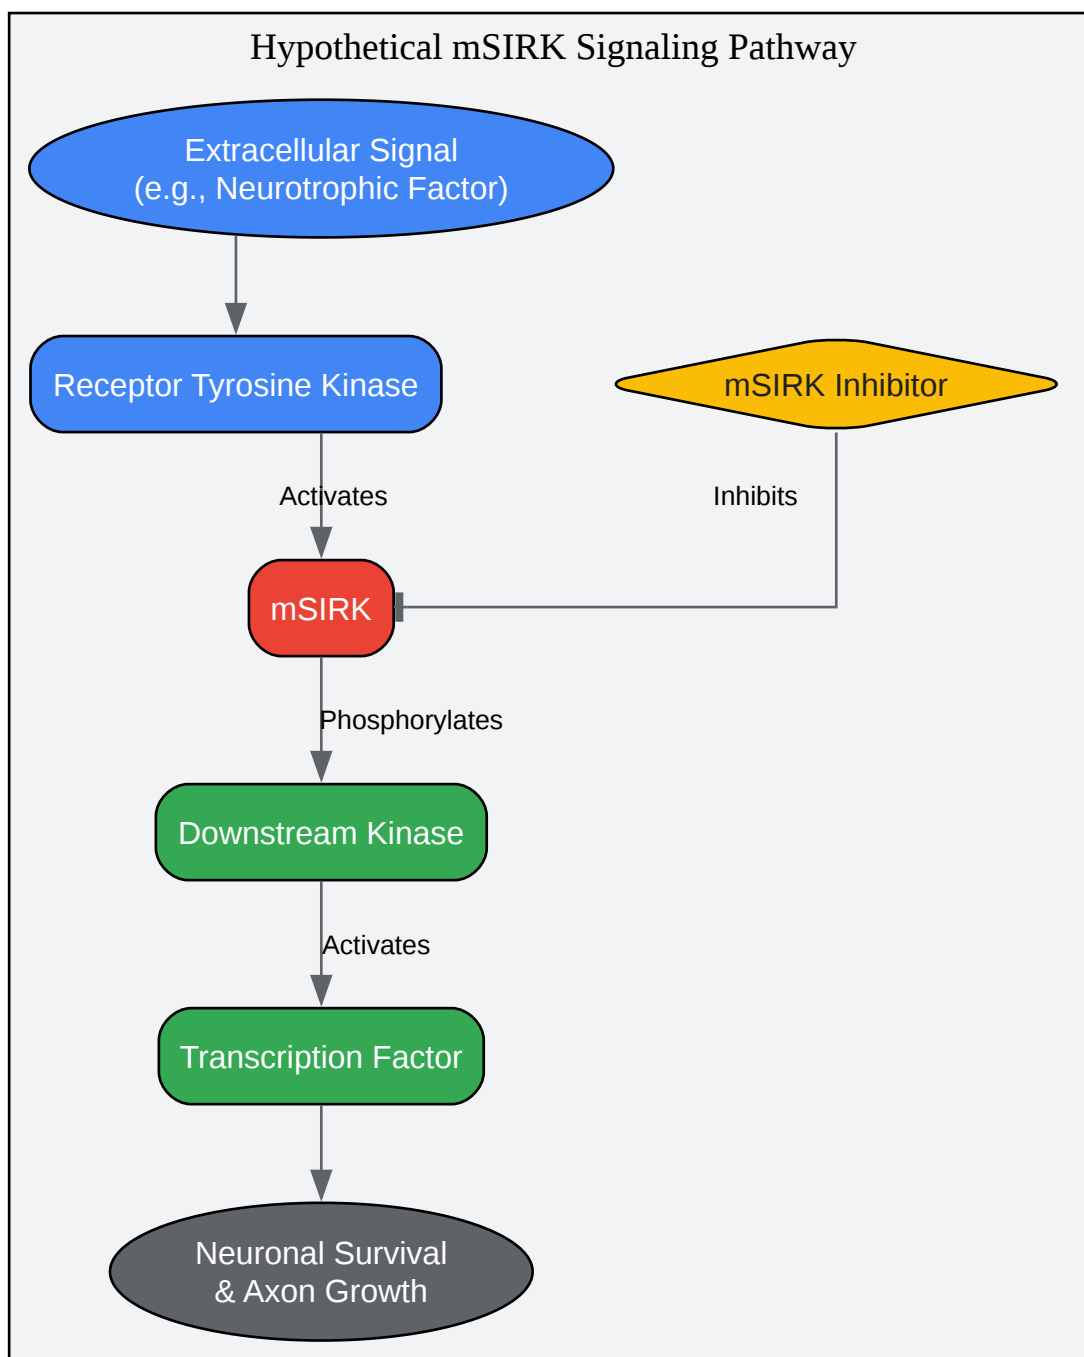 Hypothetical mSIRK Signaling Pathway
Extracellular Signal
(e.g., Neurotrophic Factor)
Receptor Tyrosine Kinase
mSIRK Inhibitor
Activates
Inhibits
mSIRK
Phosphorylates
Downstream Kinase
Activates
Transcription Factor
Neuronal Survival
& Axon Growth